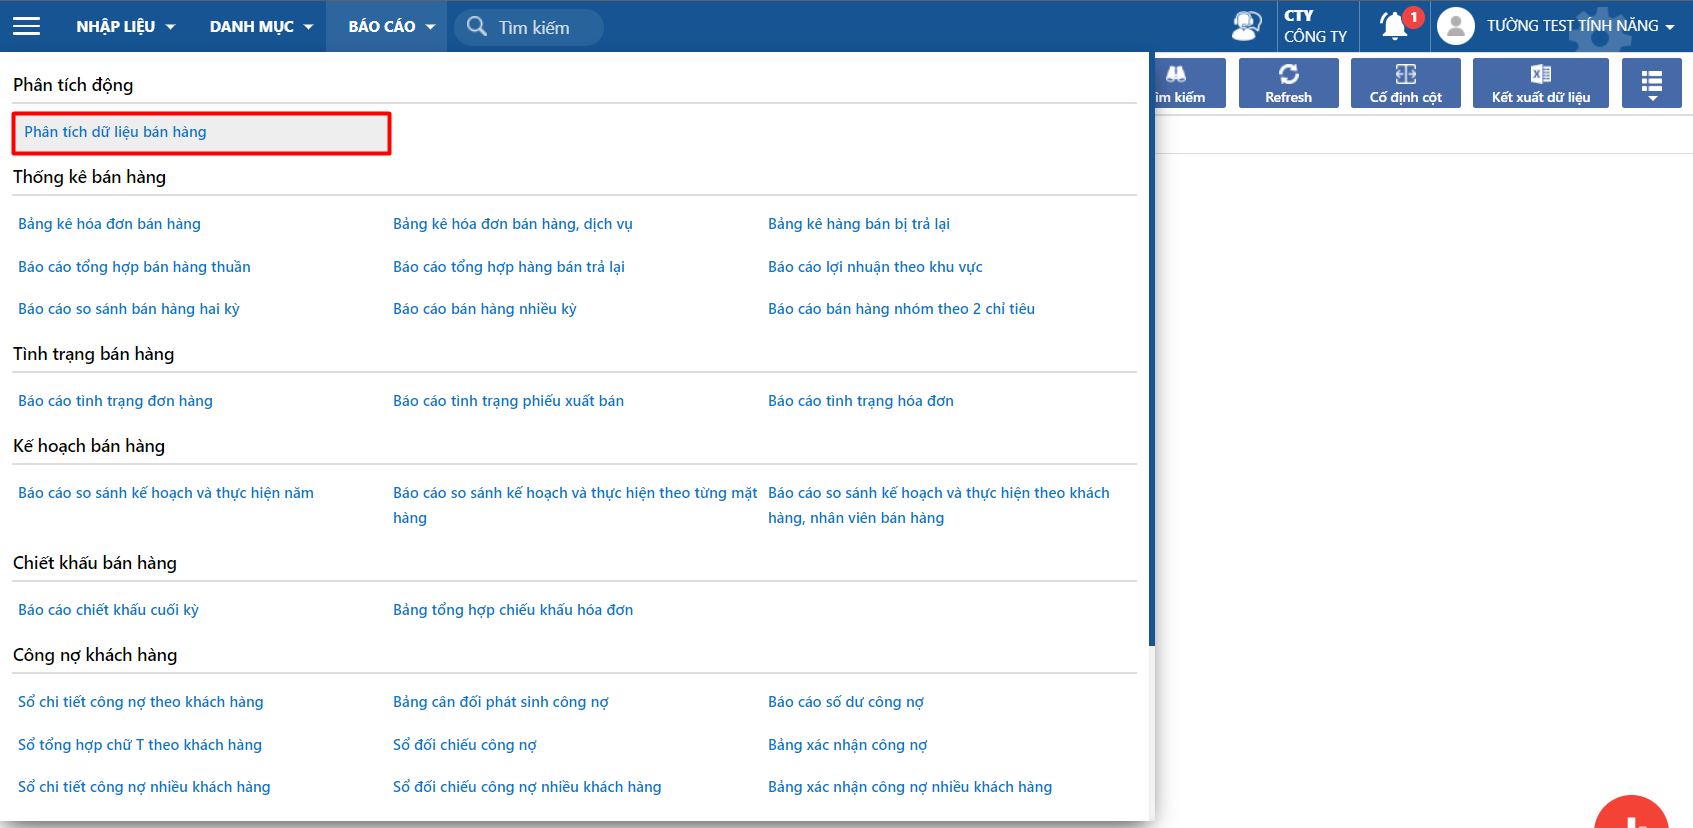 NHẬP LIỆU
DANH MỤC
BÁO CÁO
Tìm kiếm
CTY
CÔNG TY
1
TƯỜNG TEST TÍNH NĂNG
ìm kiếm
Refresh
Cố định cột
Kết xuất dữ liệu
Phân tích động
Phân tích dữ liệu bán hàng
Thống kê bán hàng
Bảng kê hóa đơn bán hàng
Bảng kê hóa đơn bán hàng, dịch vụ
Bảng kê hàng bán bị trả lại
Báo cáo tổng hợp bán hàng thuần
Báo cáo tổng hợp hàng bán trả lại
Báo cáo lợi nhuận theo khu vực
Báo cáo so sánh bán hàng hai kỳ
Báo cáo bán hàng nhiều kỳ
Báo cáo bán hàng nhóm theo 2 chỉ tiêu
Tình trạng bán hàng
Báo cáo tình trạng đơn hàng
Báo cáo tình trạng phiếu xuất bán
Báo cáo tình trạng hóa đơn
Kế hoạch bán hàng
Báo cáo so sánh kế hoạch và thực hiện năm
Báo cáo so sánh kế hoạch và thực hiện theo từng mặt
hàng
Báo cáo so sánh kế hoạch và thực hiện theo khách
hàng, nhân viên bán hàng
Chiết khấu bán hàng
Báo cáo chiết khấu cuối kỳ
Bảng tổng hợp chiếu khấu hóa đơn
Công nợ khách hàng
Sổ chi tiết công nợ theo khách hàng
Bảng cân đối phát sinh công nợ
Báo cáo số dư công nợ
Sổ tổng hợp chữ T theo khách hàng
Sổ đối chiếu công nợ
Bảng xác nhận công nợ
Sổ chi tiết công nợ nhiều khách hàng
Sổ đối chiếu công nợ nhiều khách hàng
Bảng xác nhận công nợ nhiều khách hàng